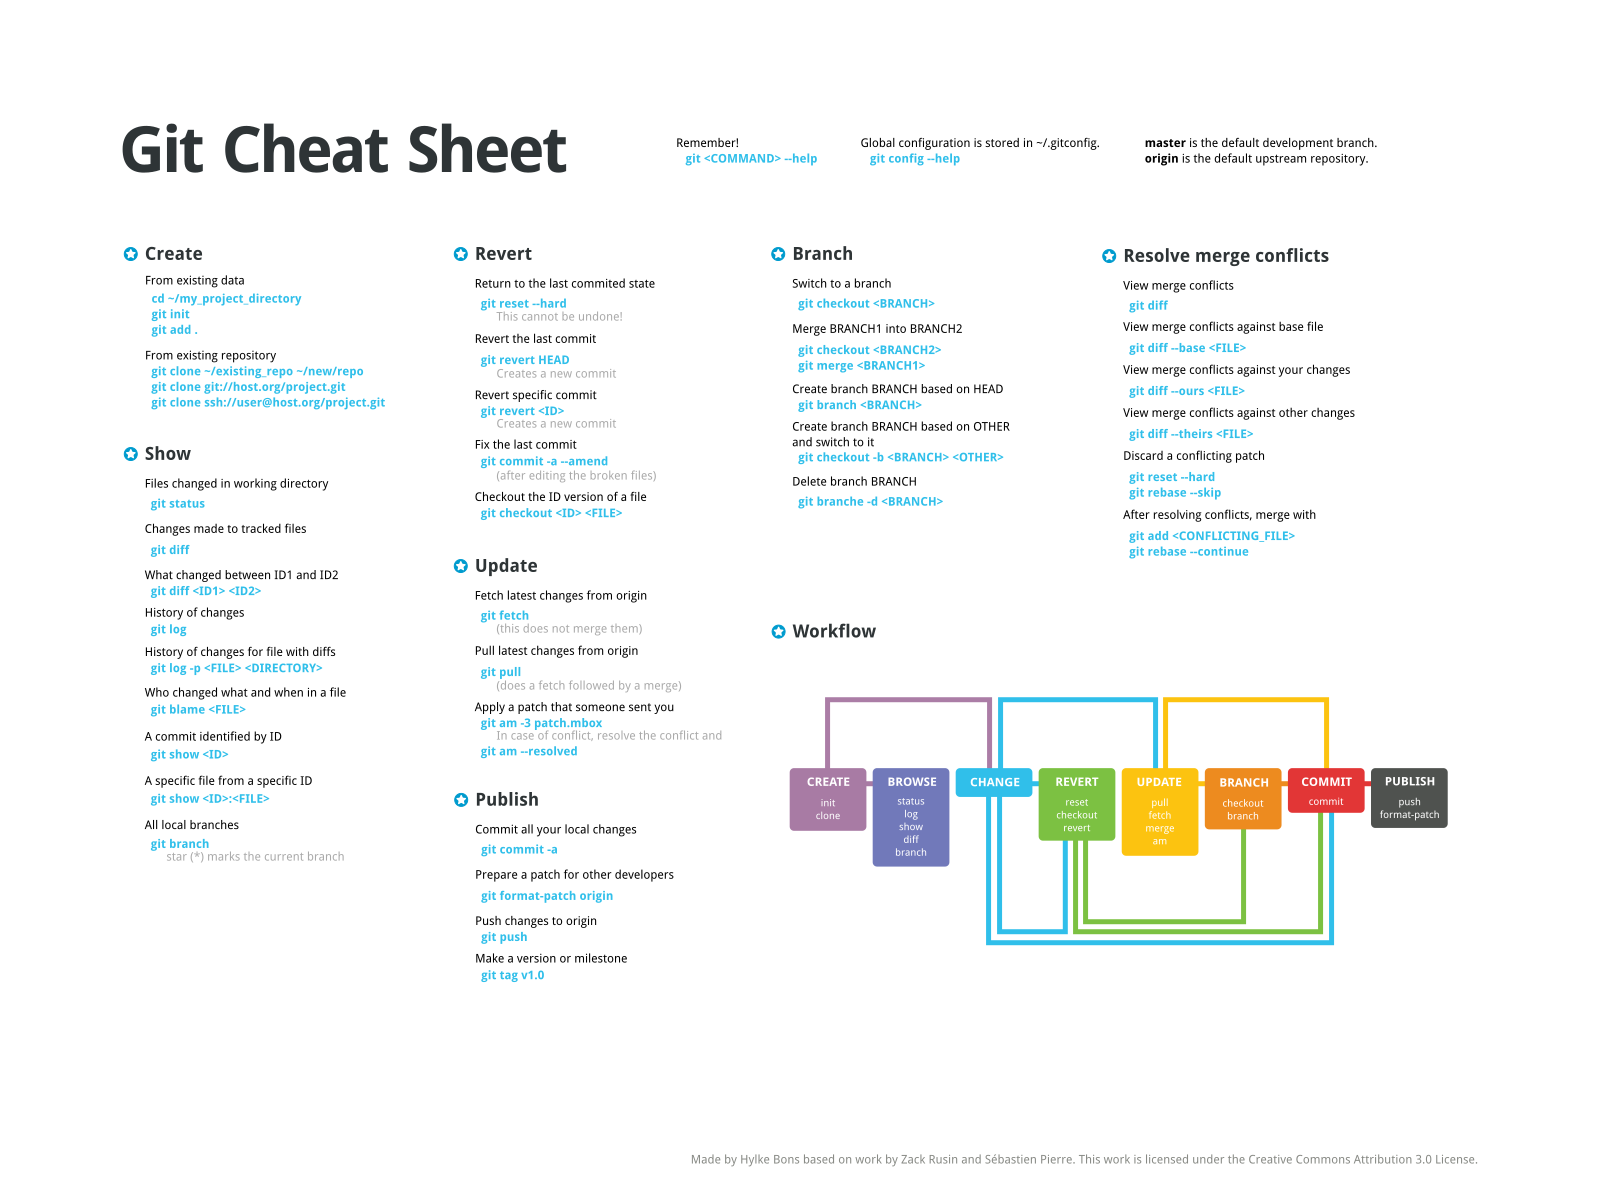 Git Cheat Sheet
Remember!
git <COMMAND> --help
Global configuration is stored in ~/.gitconfig.
git config --help
master is the default development branch.
origin is the default upstream repository.
Create
From existing data
cd ~/my_project_directory
git init
git add .
From existing repository
git clone ~/existing_repo ~/new/repo
git clone git://host.org/project.git
git clone ssh://user@host.org/project.git
Show
Files changed in working directory
git status
Changes made to tracked files
git diff
What changed between ID1 and ID2
git diff <ID1> <ID2>
History of changes
git log
History of changes for file with diffs
git log -p <FILE> <DIRECTORY>
Who changed what and when in a file
git blame <FILE>
A commit identified by ID
git show <ID>
A specific file from a specific ID
git show <ID>:<FILE>
All local branches
git branch
star (*) marks the current branch
Revert
Return to the last commited state
git reset --hard
This cannot be undone!
Revert the last commit
git revert HEAD
Creates a new commit
Revert specific commit
git revert <ID>
Creates a new commit
Fix the last commit
git commit -a --amend
(after editing the broken files)
Checkout the ID version of a file
git checkout <ID> <FILE>
Update
Fetch latest changes from origin
git fetch
(this does not merge them)
Pull latest changes from origin
git pull
(does a fetch followed by a merge)
Apply a patch that someone sent you
git am -3 patch.mbox
In case of conflict, resolve the conflict and
git am --resolved
Publish
Commit all your local changes
git commit -a
Prepare a patch for other developers
git format-patch origin
Push changes to origin
git push
Make a version or milestone
git tag v1.0
Branch
Switch to a branch
git checkout <BRANCH>
Merge BRANCH1 into BRANCH2
git checkout <BRANCH2>
git merge <BRANCH1>
Create branch BRANCH based on HEAD
git branch <BRANCH>
Create branch BRANCH based on OTHER
and switch to it
git checkout -b <BRANCH> <OTHER>
Delete branch BRANCH
git branche -d <BRANCH>
Resolve merge conflicts
View merge conflicts
git diff
View merge conflicts against base file
git diff --base <FILE>
View merge conflicts against your changes
git diff --ours <FILE>
View merge conflicts against other changes
git diff --theirs <FILE>
Discard a conflicting patch
git reset --hard
git rebase --skip
After resolving conflicts, merge with
git add <CONFLICTING_FILE>
git rebase --continue
Workflow
CREATE
init
clone
BROWSE
status
log
show
diff
branch
CHANGE
REVERT
reset
checkout
revert
UPDATE
pull
fetch
merge
am
BRANCH
checkout
branch
COMMIT
commit
PUBLISH
push
format-patch
Made by Hylke Bons based on work by Zack Rusin and Sébastien Pierre. This work is licensed under the Creative Commons Attribution 3.0 License.